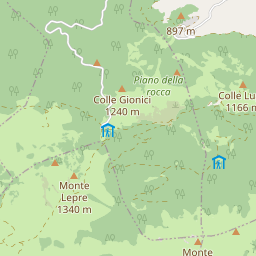 897 m
Piano della
rocca
Colle Gionici
1240 m
Colle Lu
1166 m
Monte
Lepre
1340 m
Monte